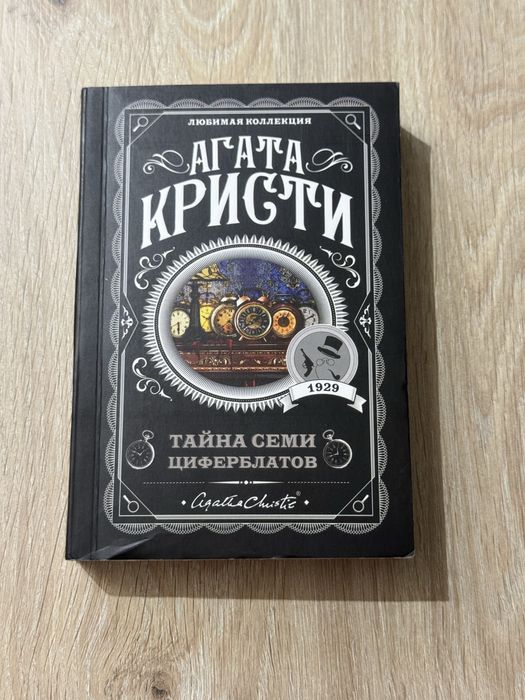 ЛЮБИМАЯ КОЛЛЕКЦИЯ
АГАТА
КРИСТИ
1929
ТАЙНА СЕМИ
ЦИФЕРБЛАТОВ
Agatha Christie®